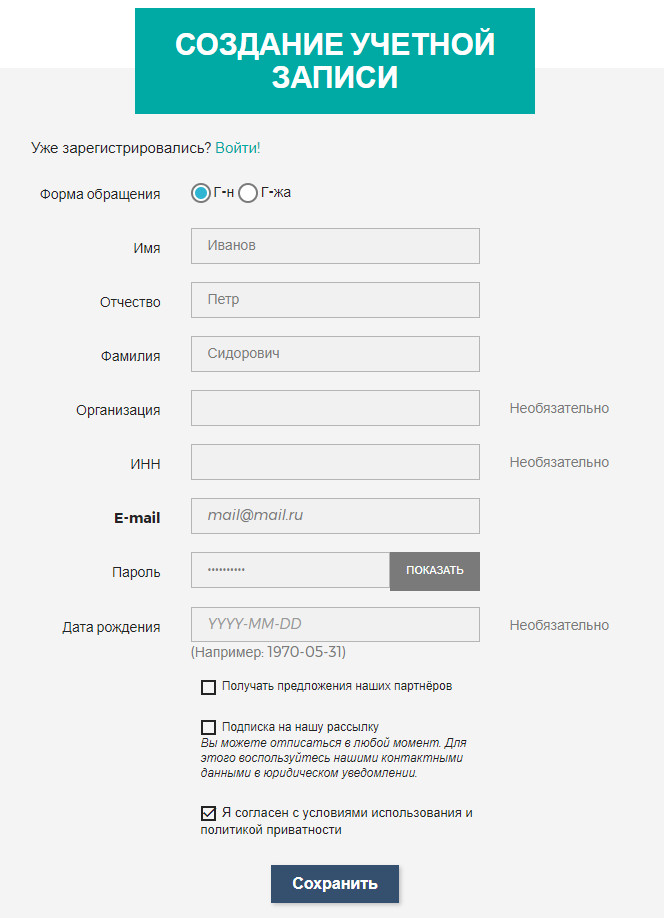 СОЗДАНИЕ УЧЕТНОЙ
ЗАПИСИ
Уже зарегистрировались? Войти!
Форма обращения Г-н Г-жа
Имя Иванов
Отчество Петр
Фамилия Сидорович
Организация Необязательно
ИНН Необязательно
E-mail mail@mail.ru
Пароль •••••••••• ПОКАЗАТЬ
Дата рождения YYYY-MM-DD Необязательно
(Например: 1970-05-31)
Получать предложения наших партнёров
Подписка на нашу рассылку
Вы можете отписаться в любой момент. Для
этого воспользуйтесь нашими контактными
данными в юридическом уведомлении.
Я согласен с условиями использования и
политикой приватности
Сохранить